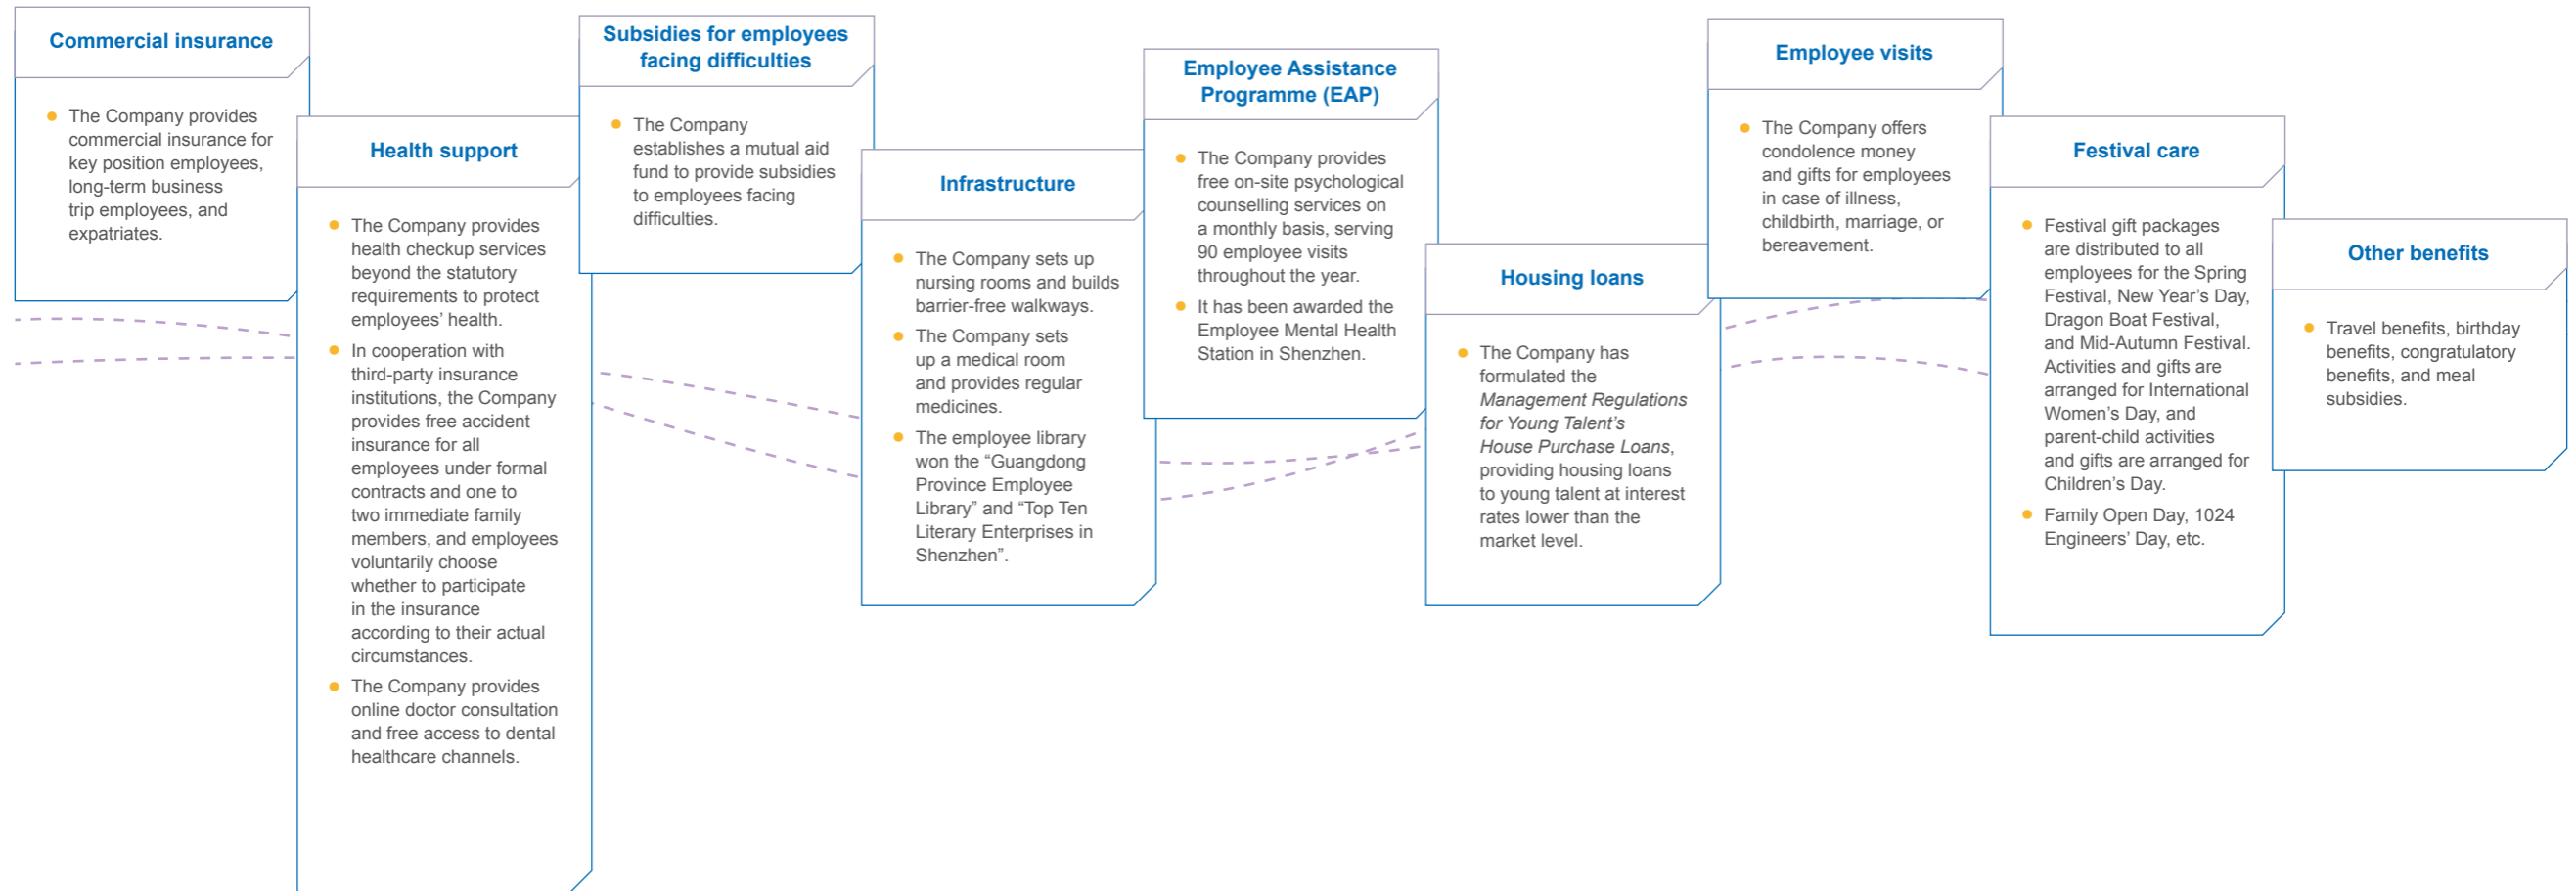 Commercial insurance
The Company provides
commercial insurance for
key position employees,
long-term business
trip employees, and
expatriates.
Health support
The Company provides
health checkup services
beyond the statutory
requirements to protect
employees’ health.
In cooperation with
third-party insurance
institutions, the Company
provides free accident
insurance for all
employees under formal
contracts and one to
two immediate family
members, and employees
voluntarily choose
whether to participate
in the insurance
according to their actual
circumstances.
The Company provides
online doctor consultation
and free access to dental
healthcare channels.
Subsidies for employees
facing difficulties
The Company
establishes a mutual aid
fund to provide subsidies
to employees facing
difficulties.
Infrastructure
The Company sets up
nursing rooms and builds
barrier-free walkways.
The Company sets
up a medical room
and provides regular
medicines.
The employee library
won the “Guangdong
Province Employee
Library” and “Top Ten
Literary Enterprises in
Shenzhen”.
Employee Assistance
Programme (EAP)
The Company provides
free on-site psychological
counselling services on
a monthly basis, serving
90 employee visits
throughout the year.
It has been awarded the
Employee Mental Health
Station in Shenzhen.
Housing loans
The Company has
formulated the
Management Regulations
for Young Talent’s
House Purchase Loans,
providing housing loans
to young talent at interest
rates lower than the
market level.
Employee visits
The Company offers
condolence money
and gifts for employees
in case of illness,
childbirth, marriage, or
bereavement.
Festival care
Festival gift packages
are distributed to all
employees for the Spring
Festival, New Year’s Day,
Dragon Boat Festival,
and Mid-Autumn Festival.
Activities and gifts are
arranged for International
Women’s Day, and
parent-child activities
and gifts are arranged for
Children’s Day.
Family Open Day, 1024
Engineers’ Day, etc.
Other benefits
Travel benefits, birthday
benefits, congratulatory
benefits, and meal
subsidies.